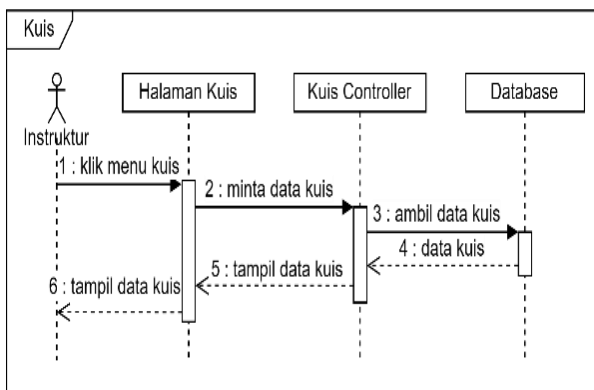 Kuis
Halaman Kuis
Kuis Controller
Database
Instruktur
1 : klik menu kuis
2 : minta data kuis
3 : ambil data kuis
4 : data kuis
5 : tampil data kuis
6 : tampil data kuis